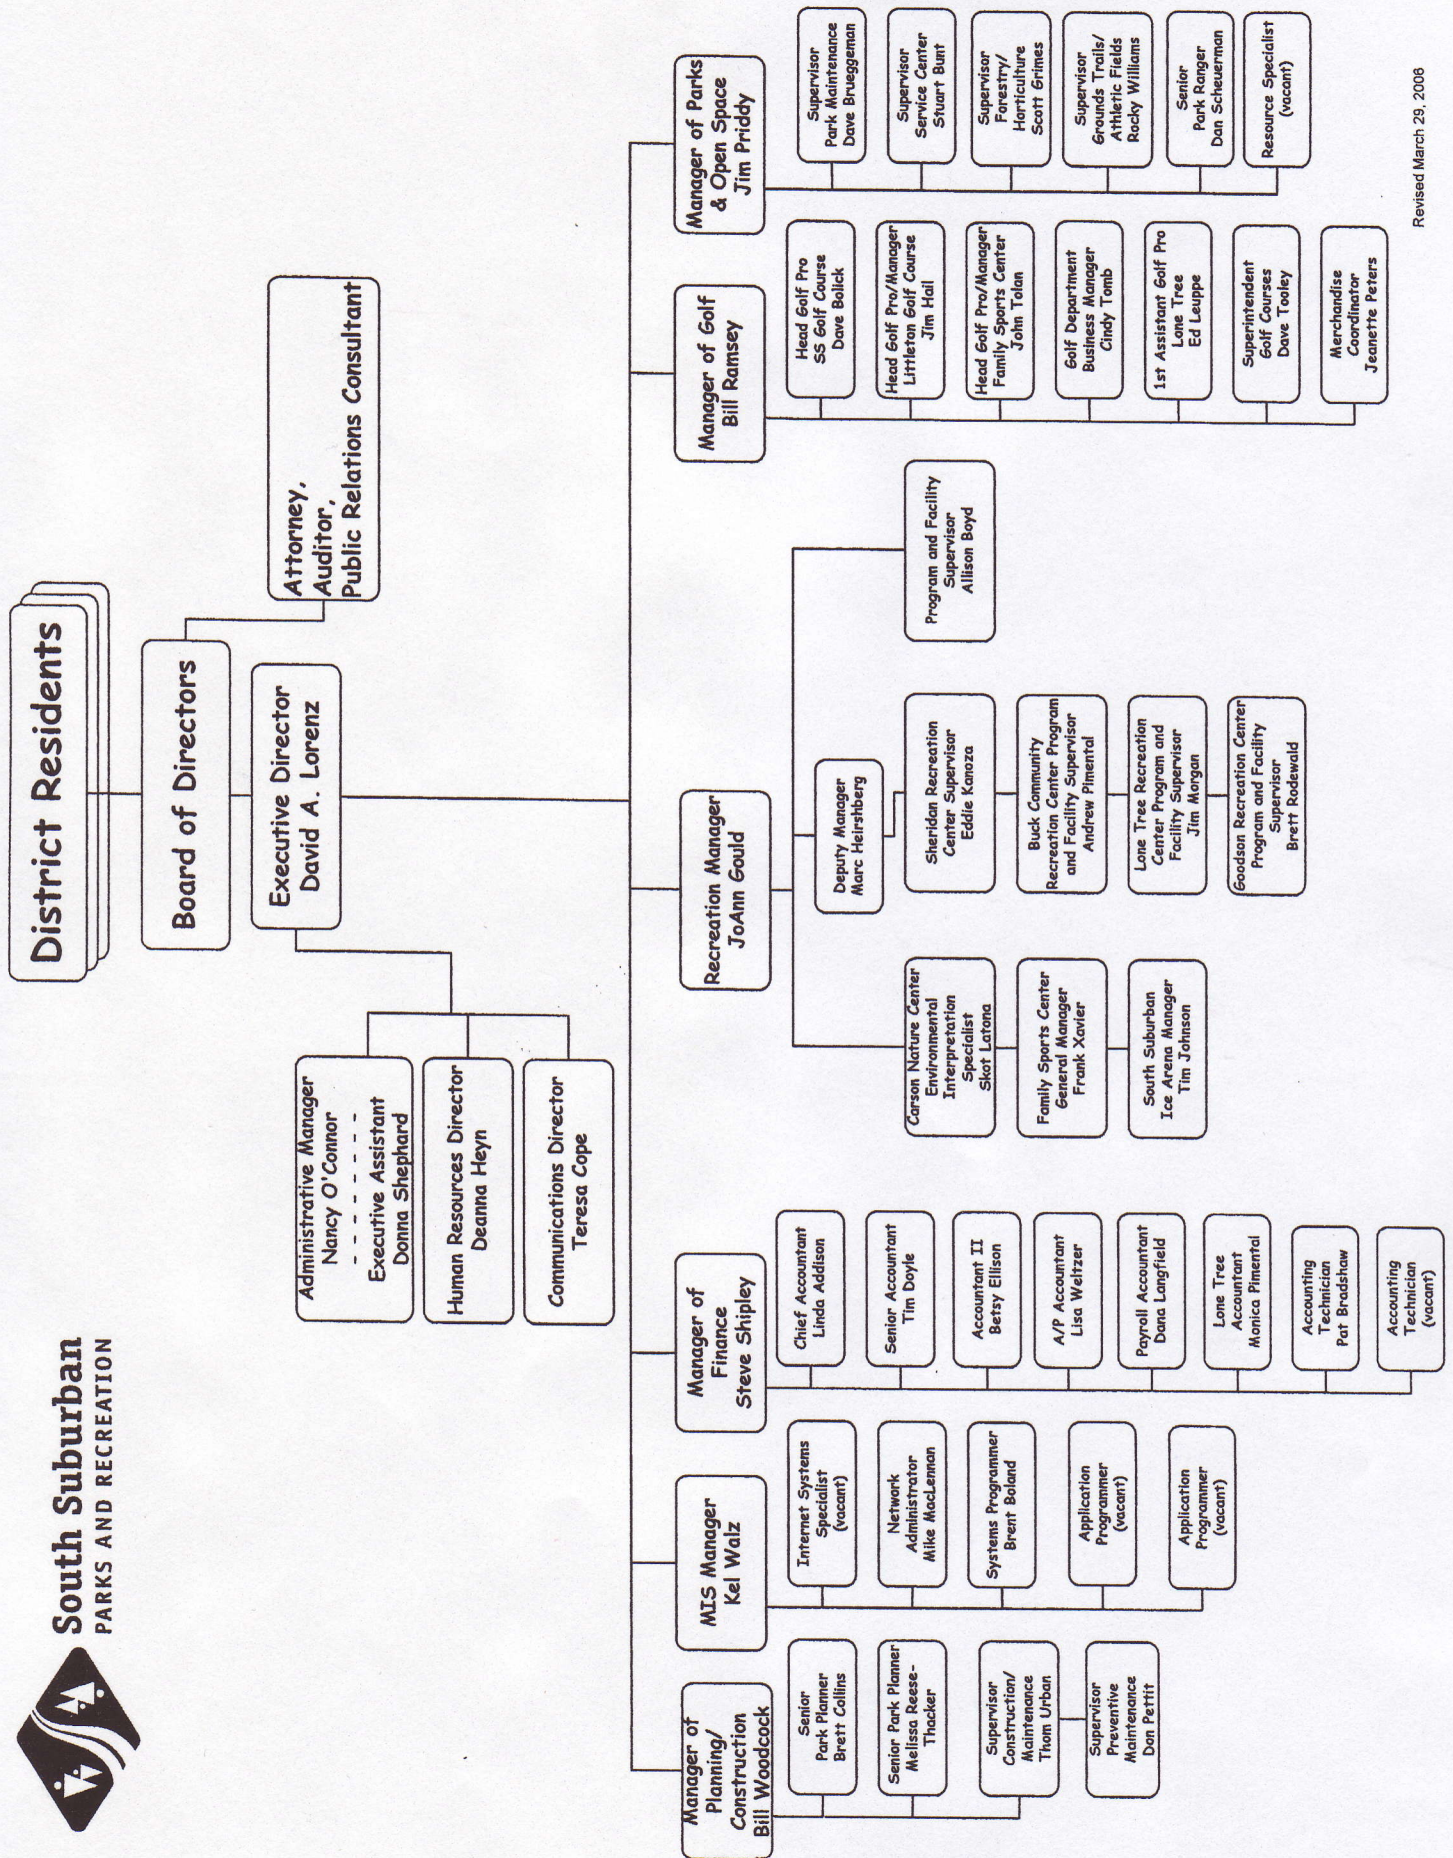 South Suburban
PARKS AND RECREATION
District Residents
Board of Directors
Attorney,
Auditor,
Public Relations Consultant
Executive Director
David A. Lorenz
Administrative Manager
Nancy O'Connor
- - - - - - - -
Executive Assistant
Donna Shephard
Human Resources Director
Deanna Heyn
Communications Director
Teresa Cope
Manager of
Planning/
Construction
Bill Woodcock
Senior
Park Planner
Brett Collins
Senior Park Planner
Melissa Reese-
Thacker
Supervisor
Construction/
Maintenance
Thom Urban
Supervisor
Preventive
Maintenance
Don Pettit
MIS Manager
Kel Walz
Internet Systems
Specialist
(vacant)
Network
Administrator
Mike MacLennan
Systems Programmer
Brent Boland
Application
Programmer
(vacant)
Application
Programmer
(vacant)
Manager of
Finance
Steve Shipley
Chief Accountant
Linda Addison
Senior Accountant
Tim Doyle
Accountant II
Betsy Ellison
A/P Accountant
Lisa Weltzer
Payroll Accountant
Dana Langfield
Lone Tree
Accountant
Monica Pimental
Accounting
Technician
Pat Bradshaw
Accounting
Technician
(vacant)
Recreation Manager
JoAnn Gould
Carson Nature Center
Environmental
Interpretation
Specialist
Skot Latona
Family Sports Center
General Manager
Frank Xavier
South Suburban
Ice Arena Manager
Tim Johnson
Deputy Manager
Marc Heirshberg
Sheridan Recreation
Center Supervisor
Eddie Kanoza
Buck Community
Recreation Center Program
and Facility Supervisor
Andrew Pimental
Lone Tree Recreation
Center Program and
Facility Supervisor
Jim Morgan
Goodson Recreation Center
Program and Facility
Supervisor
Brett Rodewald
Program and Facility
Supervisor
Allison Boyd
Manager of Golf
Bill Ramsey
Head Golf Pro
SS Golf Course
Dave Bolick
Head Golf Pro/Manager
Littleton Golf Course
Jim Hail
Head Golf Pro/Manager
Family Sports Center
John Tolan
Golf Department
Business Manager
Cindy Tomb
1st Assistant Golf Pro
Lone Tree
Ed Leuppe
Superintendent
Golf Courses
Dave Tooley
Merchandise
Coordinator
Jeanette Peters
Manager of Parks
& Open Space
Jim Priddy
Supervisor
Park Maintenance
Dave Brueggeman
Supervisor
Service Center
Stuart Bunt
Supervisor
Forestry/
Horticulture
Scott Grimes
Supervisor
Grounds Trails/
Athletic Fields
Rocky Williams
Senior
Park Ranger
Dan Scheuerman
Resource Specialist
(vacant)
Revised March 29, 2006